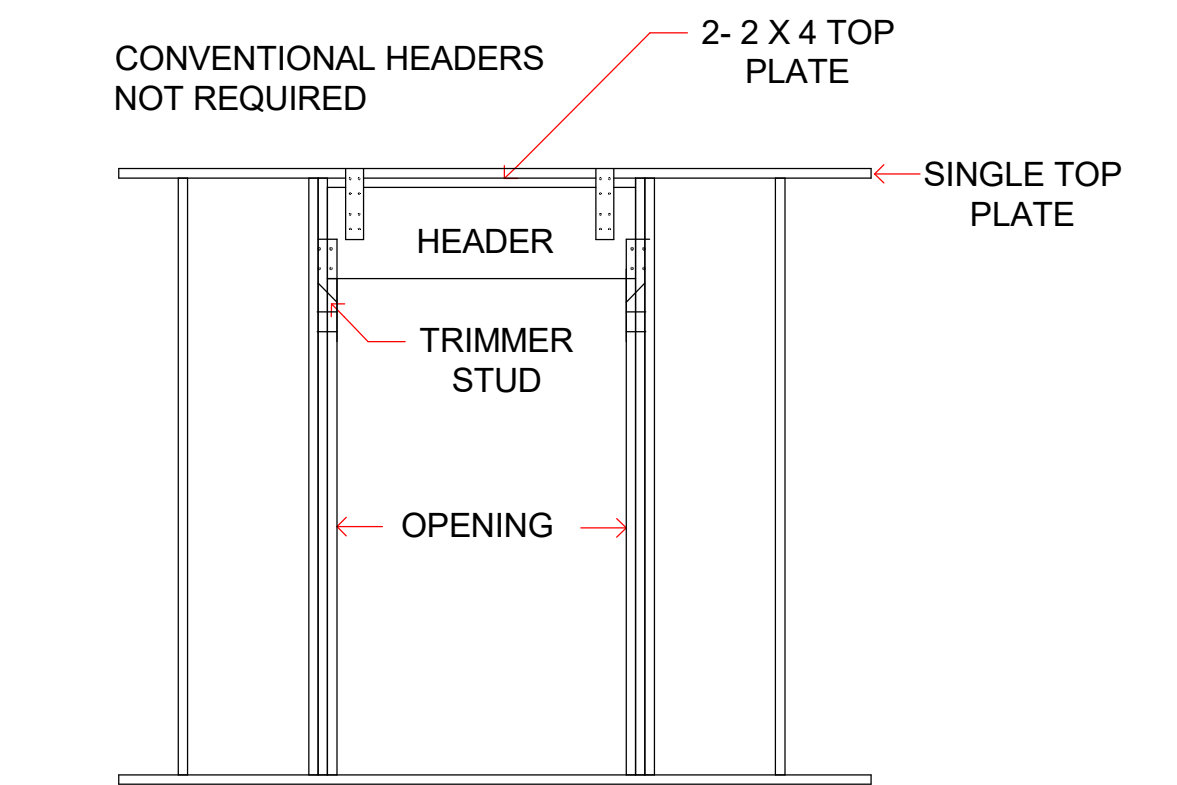 CONVENTIONAL HEADERS
NOT REQUIRED
2- 2 X 4 TOP
PLATE
SINGLE TOP
PLATE
HEADER
TRIMMER
STUD
OPENING